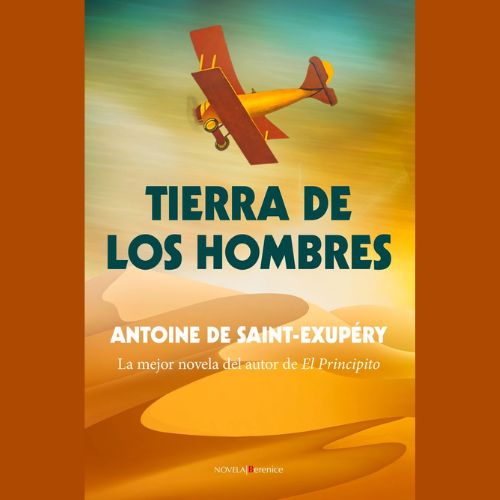 TIERRA DE
LOS HOMBRES
ANTOINE DE SAINT-EXUPÉRY
La mejor novela del autor de El Principito
NOVELA Berenice